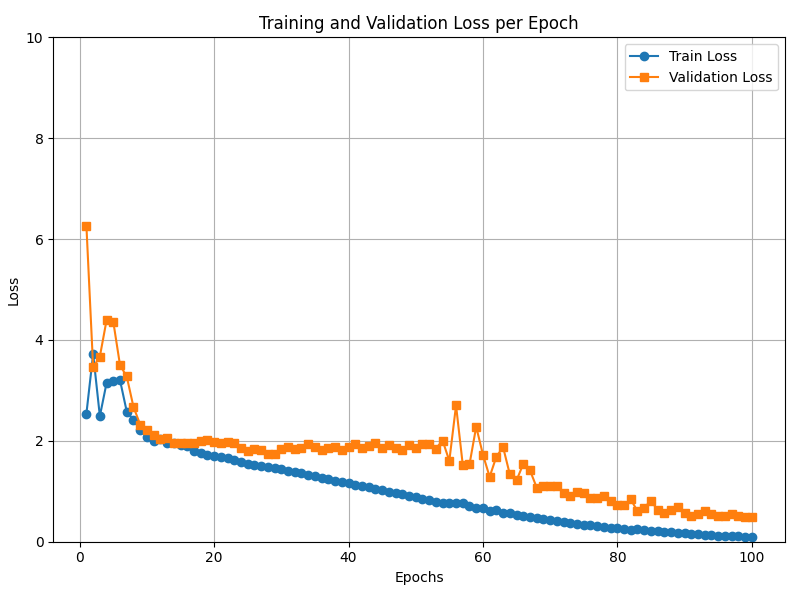 Training and Validation Loss per Epoch
Train Loss
Validation Loss
10
8
6
4
2
0
Loss
0 20 40 60 80 100
Epochs